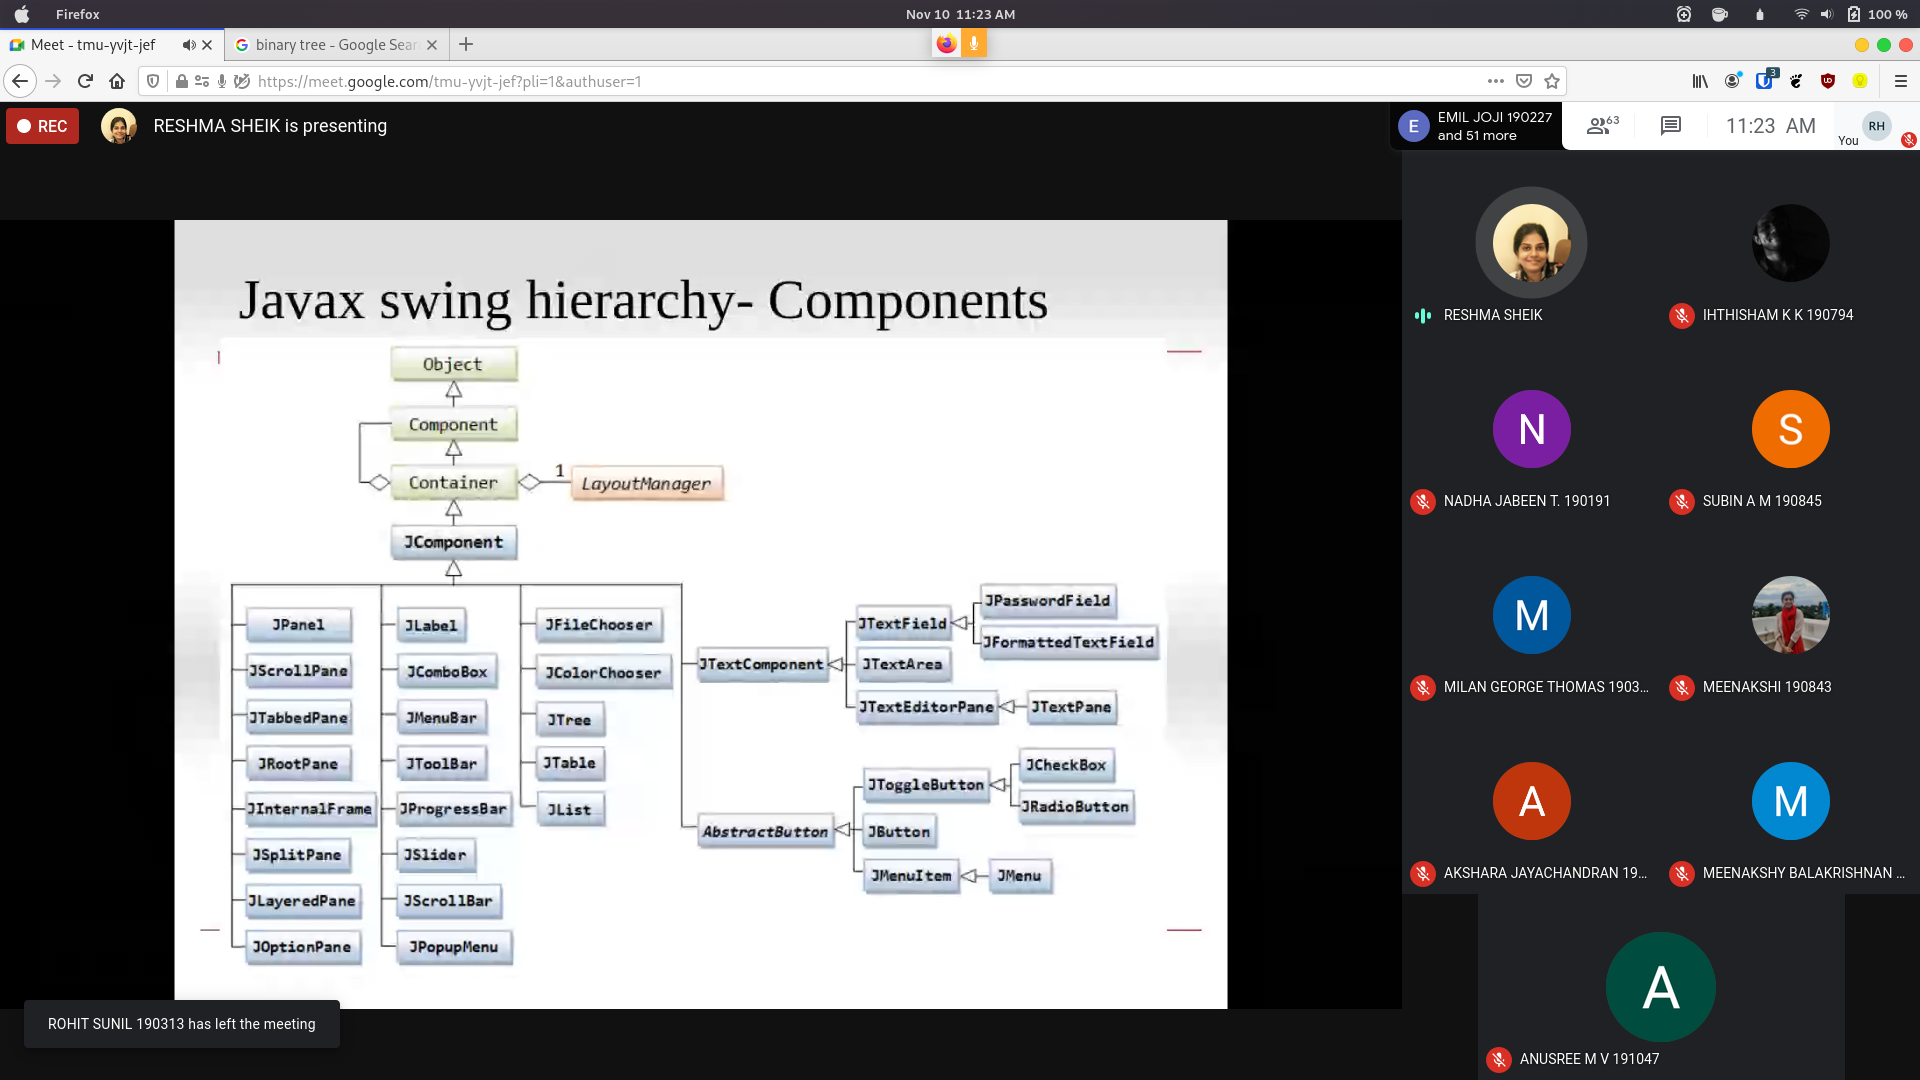 Firefox
Nov 10 11:23 AM
100 %
Meet - tmu-yvjt-jef
binary tree - Google Sear
https://meet.google.com/tmu-yvjt-jef?pli=1&authuser=1
3
REC
RESHMA SHEIK is presenting
E
EMIL JOJI 190227
and 51 more
63
11:23 AM
You
RH
Javax swing hierarchy- Components
Object
Component
Container
1
LayoutManager
JComponent
JPanel
JScrollPane
JTabbedPane
JRootPane
JInternalFrame
JSplitPane
JLayeredPane
JOptionPane
JLabel
JComboBox
JMenuBar
JToolBar
JProgressBar
JSlider
JScrollBar
JPopupMenu
JFileChooser
JColorChooser
JTree
JTable
JList
JTextComponent
JTextField
JPasswordField
JFormattedTextField
JTextArea
JTextEditorPane
JTextPane
AbstractButton
JToggleButton
JCheckBox
JRadioButton
JButton
JMenuItem
JMenu
RESHMA SHEIK
IHTHISHAM K K 190794
N
NADHA JABEEN T. 190191
S
SUBIN A M 190845
M
MILAN GEORGE THOMAS 1903...
MEENAKSHI 190843
A
AKSHARA JAYACHANDRAN 19...
M
MEENAKSHY BALAKRISHNAN ...
A
ANUSREE M V 191047
ROHIT SUNIL 190313 has left the meeting